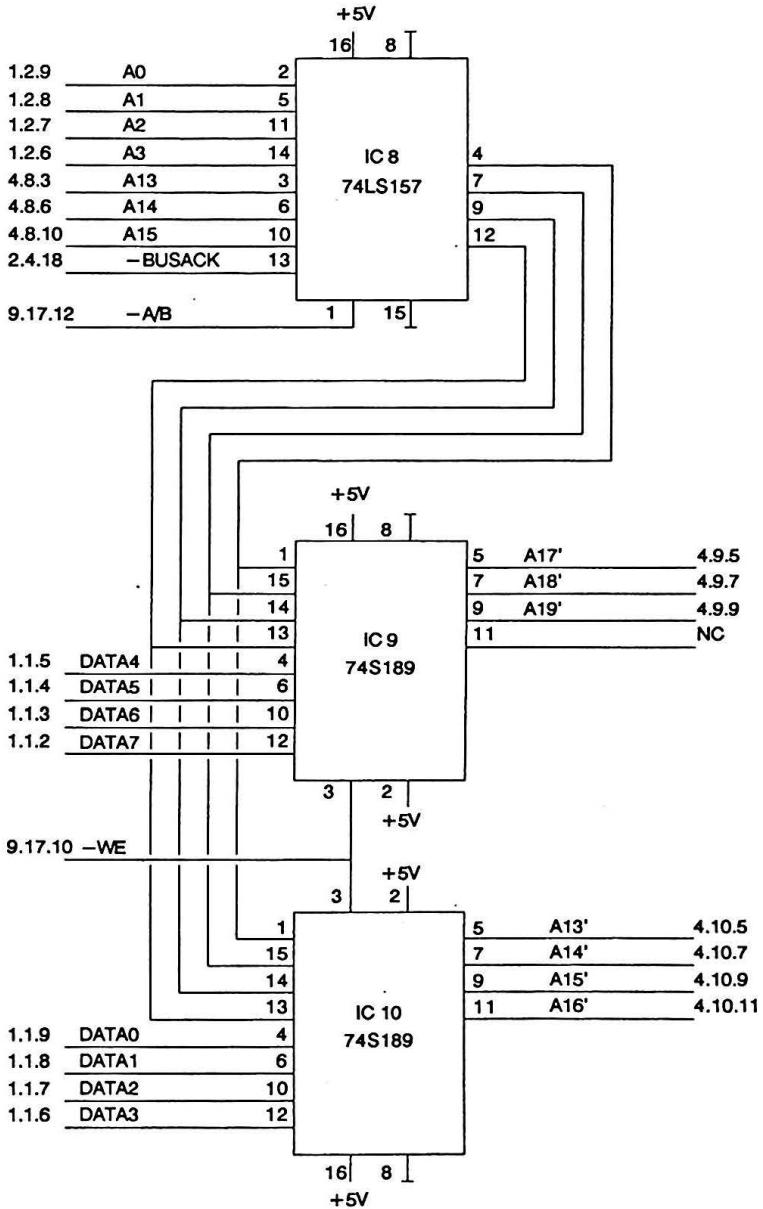 +5V
16 8
1.2.9 A0 2
1.2.8 A1 5
1.2.7 A2 11
1.2.6 A3 14 IC 8 4
4.8.3 A13 3 74LS157 7
4.8.6 A14 6 9
4.8.10 A15 10 12
2.4.18 −BUSACK 13
9.17.12 −A/B 1 15
+5V
16 8
1 5 A17' 4.9.5
15 7 A18' 4.9.7
14 9 A19' 4.9.9
13 IC 9 11 NC
1.1.5 DATA4 4 74S189
1.1.4 DATA5 6
1.1.3 DATA6 10
1.1.2 DATA7 12
3 2
+5V
9.17.10 −WE
+5V
3 2
1 5 A13' 4.10.5
15 7 A14' 4.10.7
14 9 A15' 4.10.9
13 IC 10 11 A16' 4.10.11
1.1.9 DATA0 4 74S189
1.1.8 DATA1 6
1.1.7 DATA2 10
1.1.6 DATA3 12
16 8
+5V